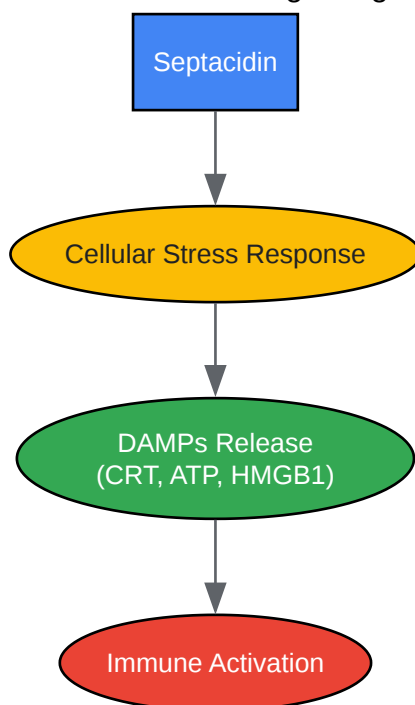 Septacidin
Cellular Stress Response
DAMPs Release
(CRT, ATP, HMGB1)
Immune Activation